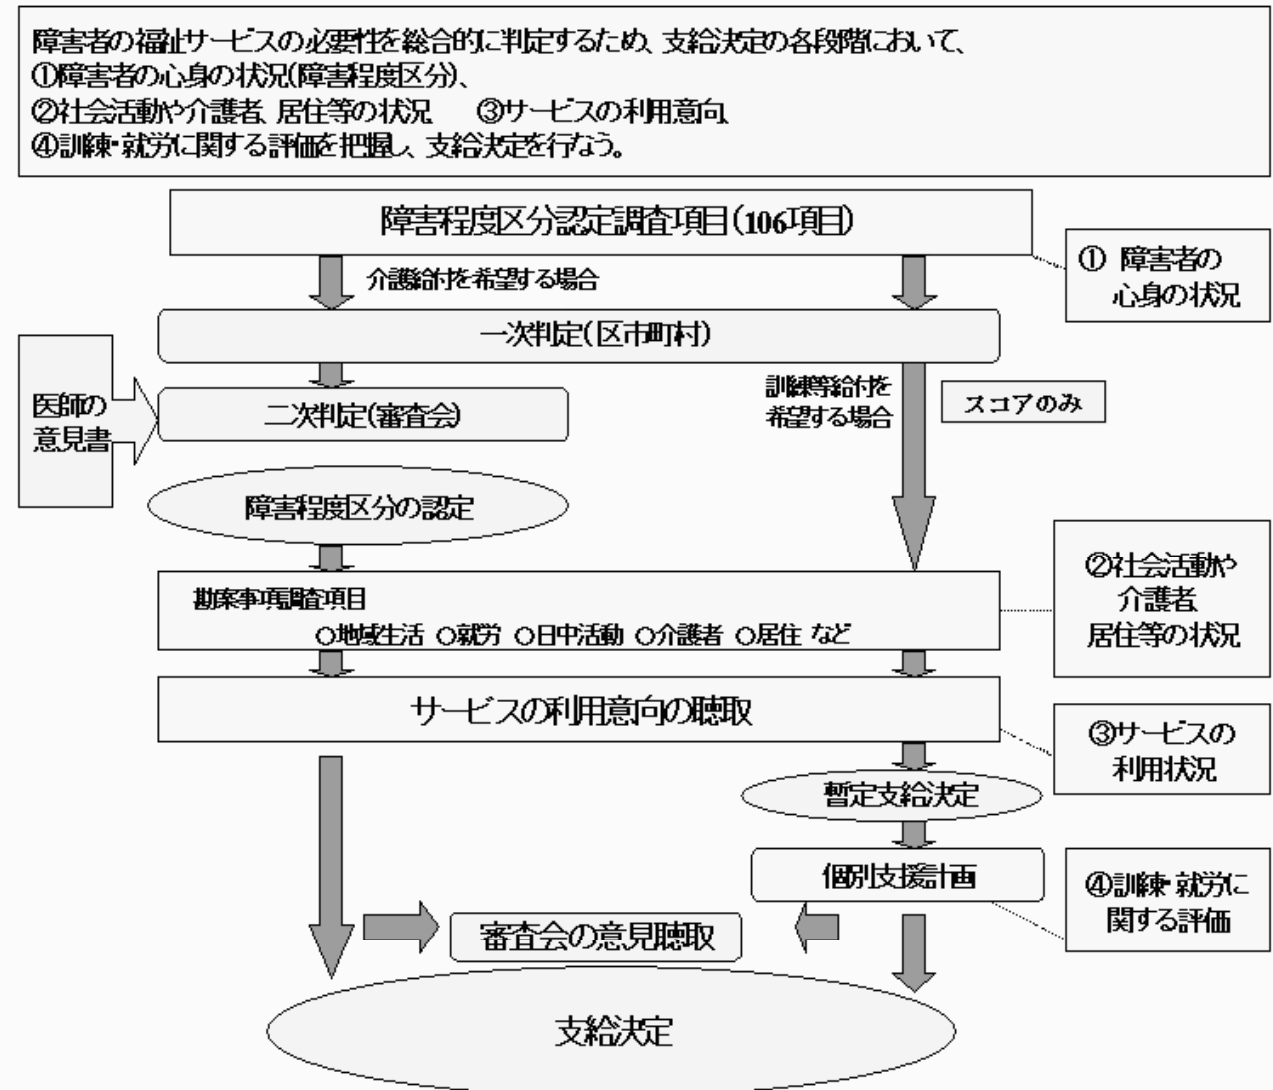 障害者の福祉サービスの必要性を総合的に判定するため、支給決定の各段階において、
①障害者の心身の状況(障害程度区分)、
②社会活動や介護者、居住等の状況　③サービスの利用意向、
④訓練・就労に関する評価を把握し、支給決定を行なう。
障害程度区分認定調査項目(106項目)
① 障害者の
心身の状況
介護給付を希望する場合
一次判定(区市町村)
医師の
意見書
二次判定(審査会)
訓練等給付を
希望する場合
スコアのみ
障害程度区分の認定
②社会活動や
介護者、
居住等の状況
勘案事項調査項目
○地域生活 ○就労 ○日中活動 ○介護者 ○居住 など
サービスの利用意向の聴取
③サービスの
利用状況
暫定支給決定
個別支援計画
④訓練・就労に
関する評価
審査会の意見聴取
支給決定